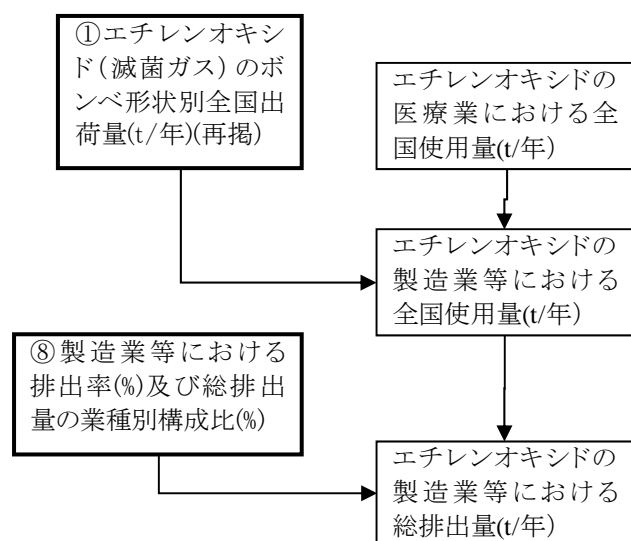 ①エチレンオキシ
ド(滅菌ガス)のボ
ンベ形状別全国出
荷量(t/年)(再掲)
エチレンオキシドの
医療業における全
国使用量(t/年)
エチレンオキシドの
製造業等における
全国使用量(t/年)
⑧製造業等における
排出率(%)及び総排出
量の業種別構成比(%)
エチレンオキシドの
製造業等における
総排出量(t/年)